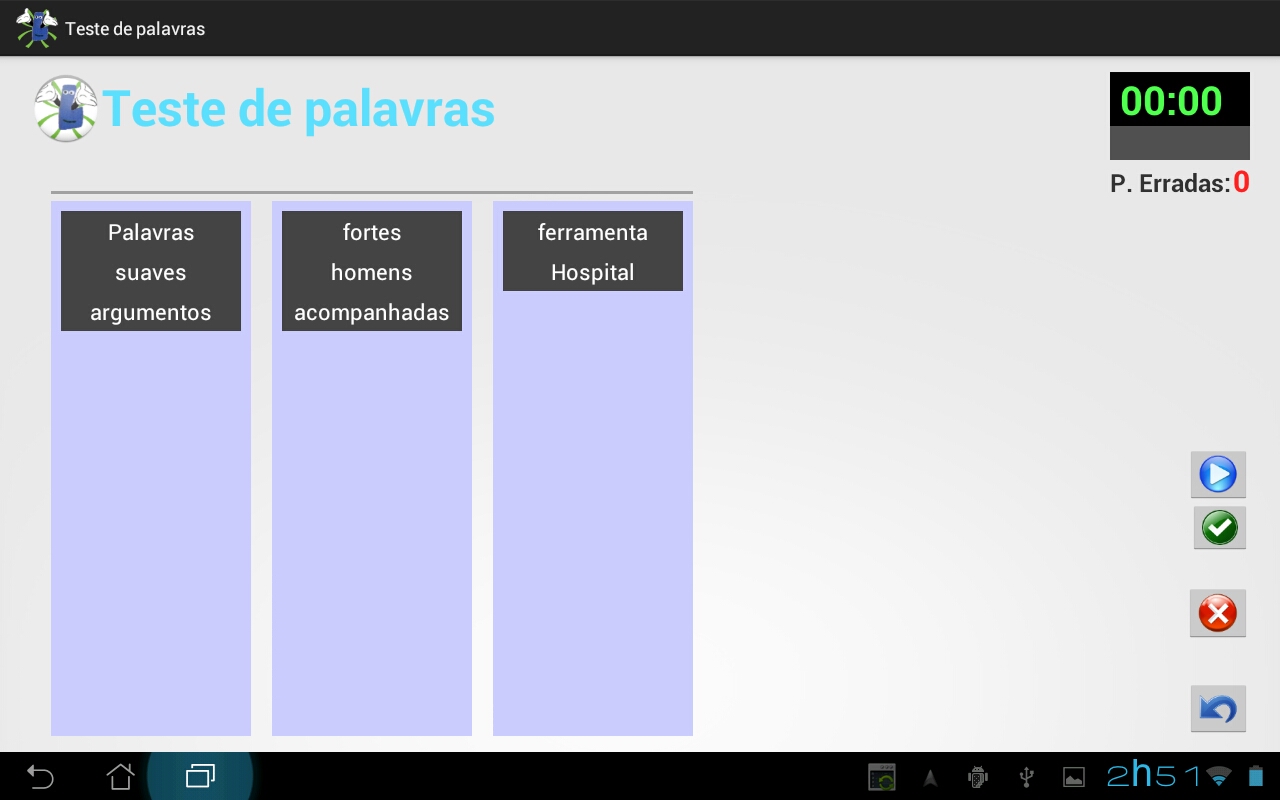 Teste de palavras
Teste de palavras
00:00
P. Erradas:0
Palavras
suaves
argumentos
fortes
homens
acompanhadas
ferramenta
Hospital
2h51